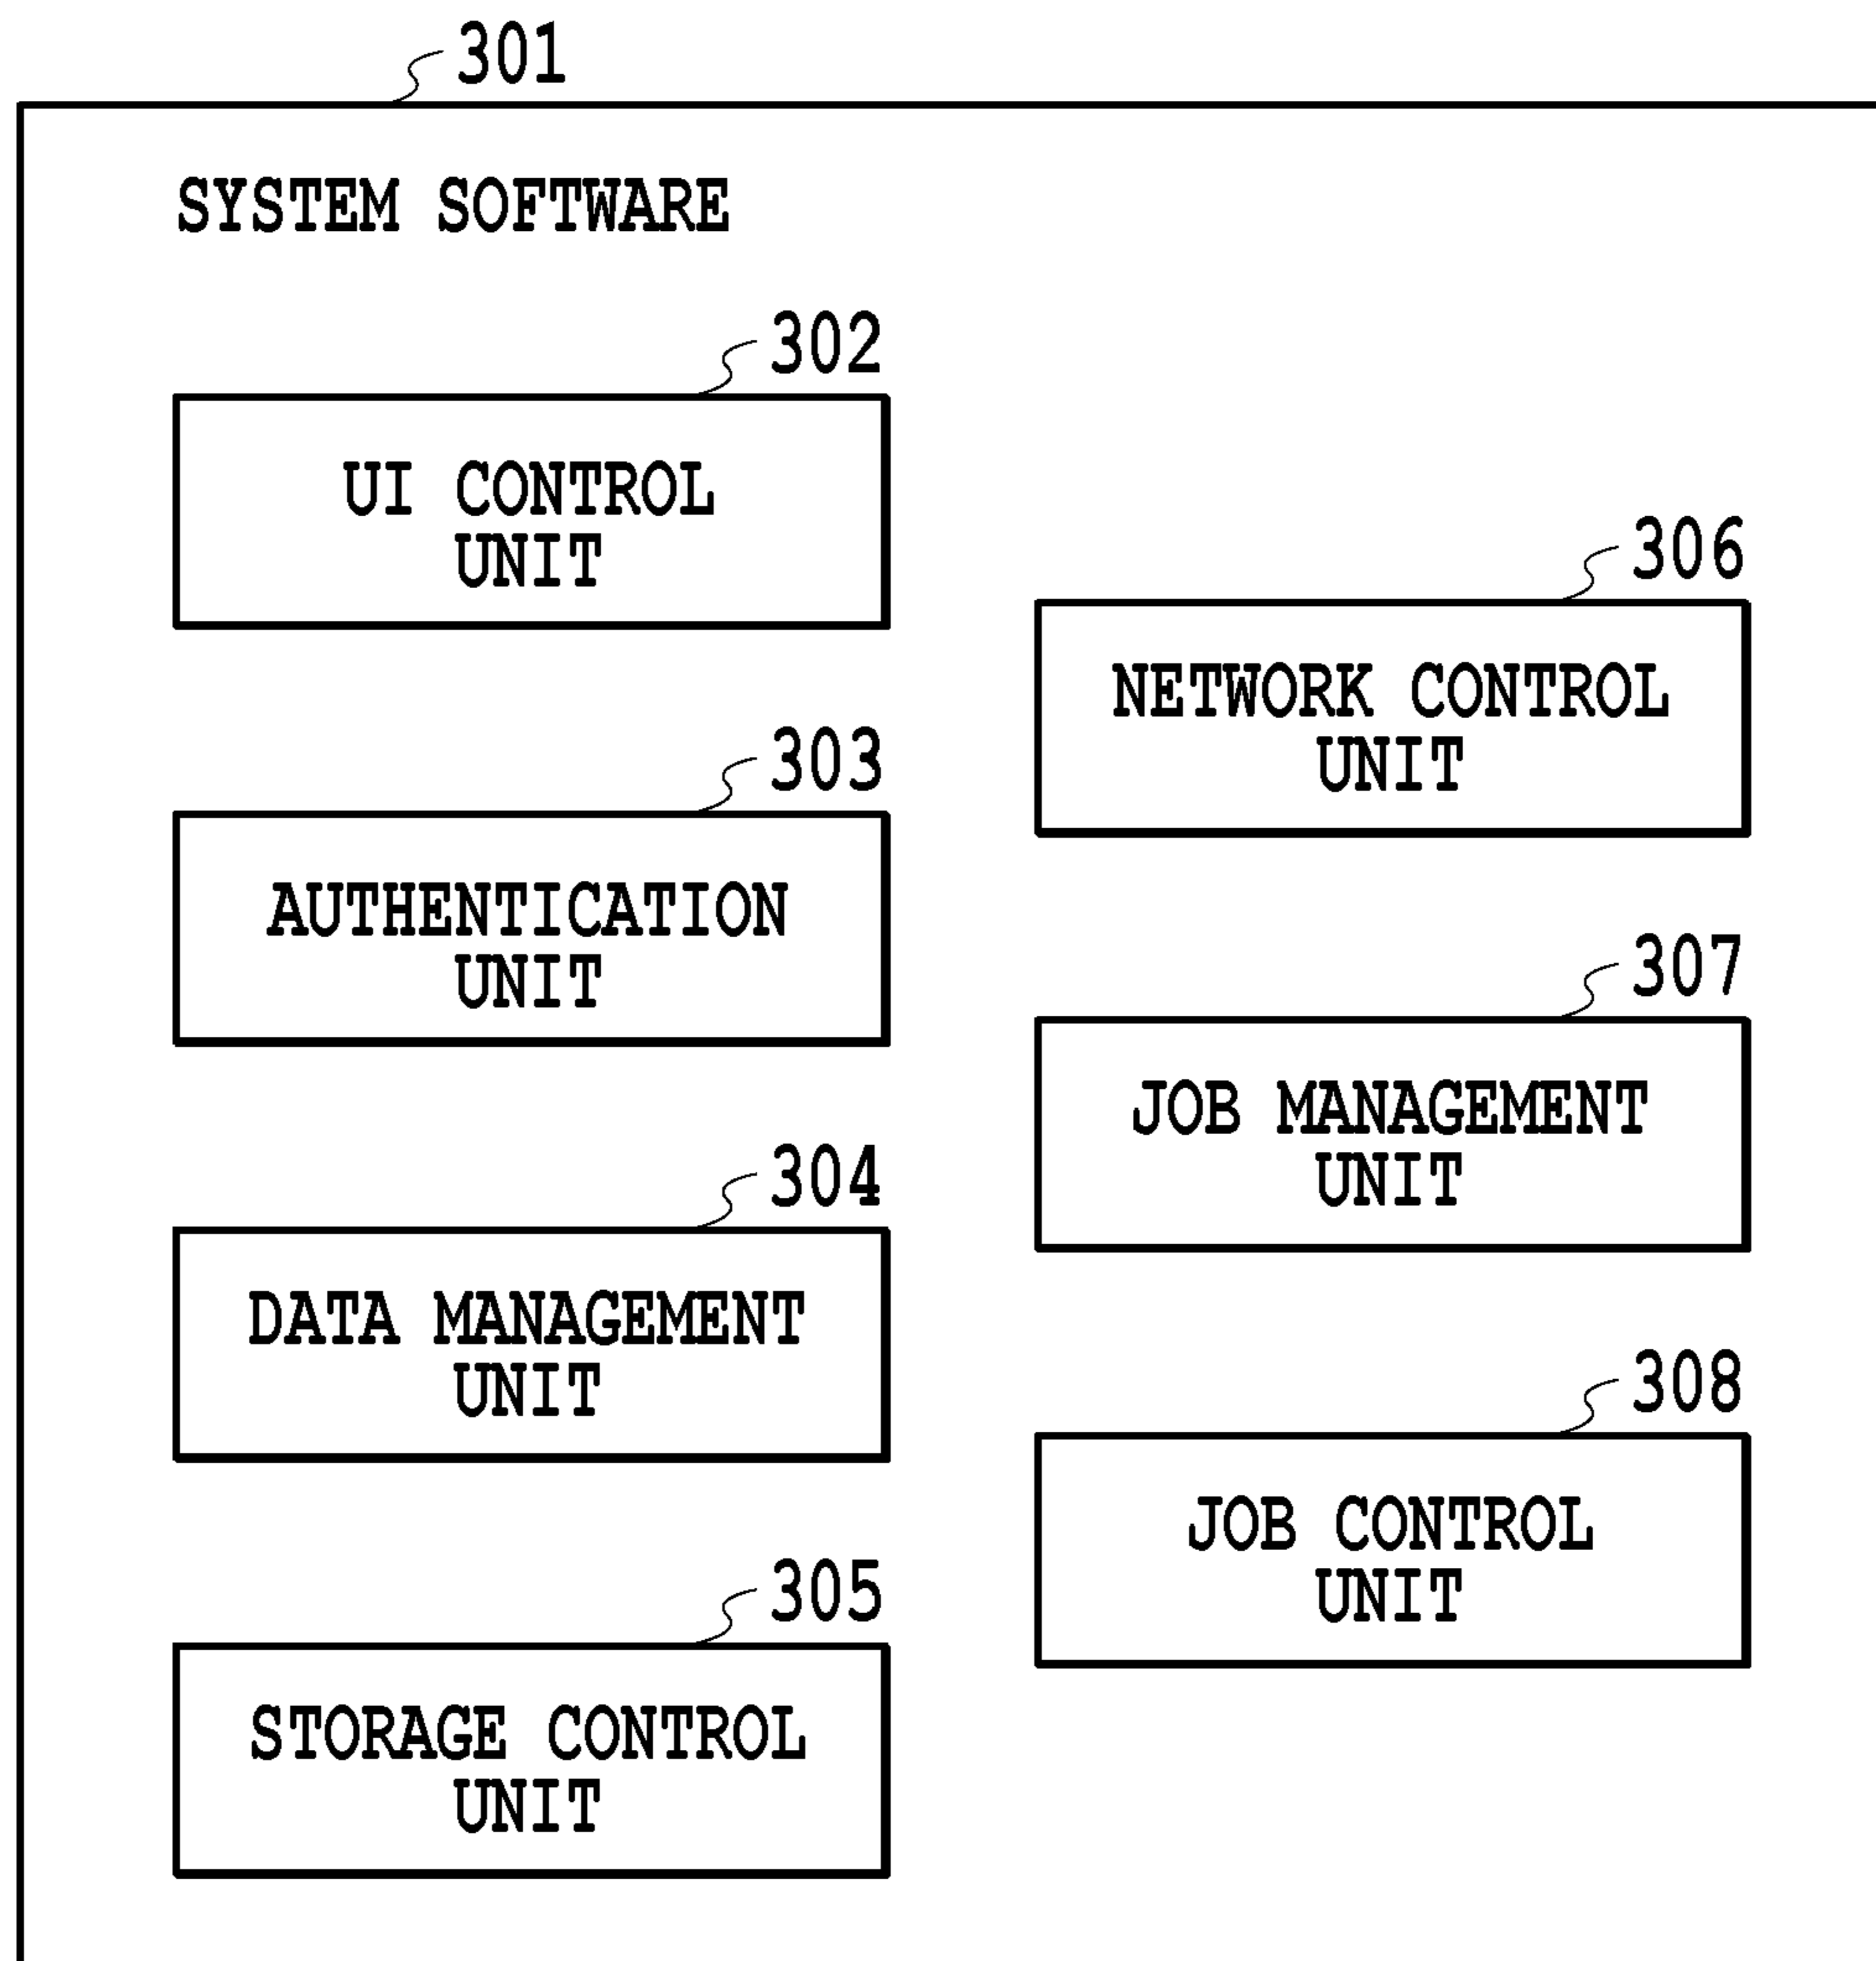 301
SYSTEM SOFTWARE
302
UI CONTROL
UNIT
303
AUTHENTICATION
UNIT
304
DATA MANAGEMENT
UNIT
305
STORAGE CONTROL
UNIT
306
NETWORK CONTROL
UNIT
307
JOB MANAGEMENT
UNIT
308
JOB CONTROL
UNIT